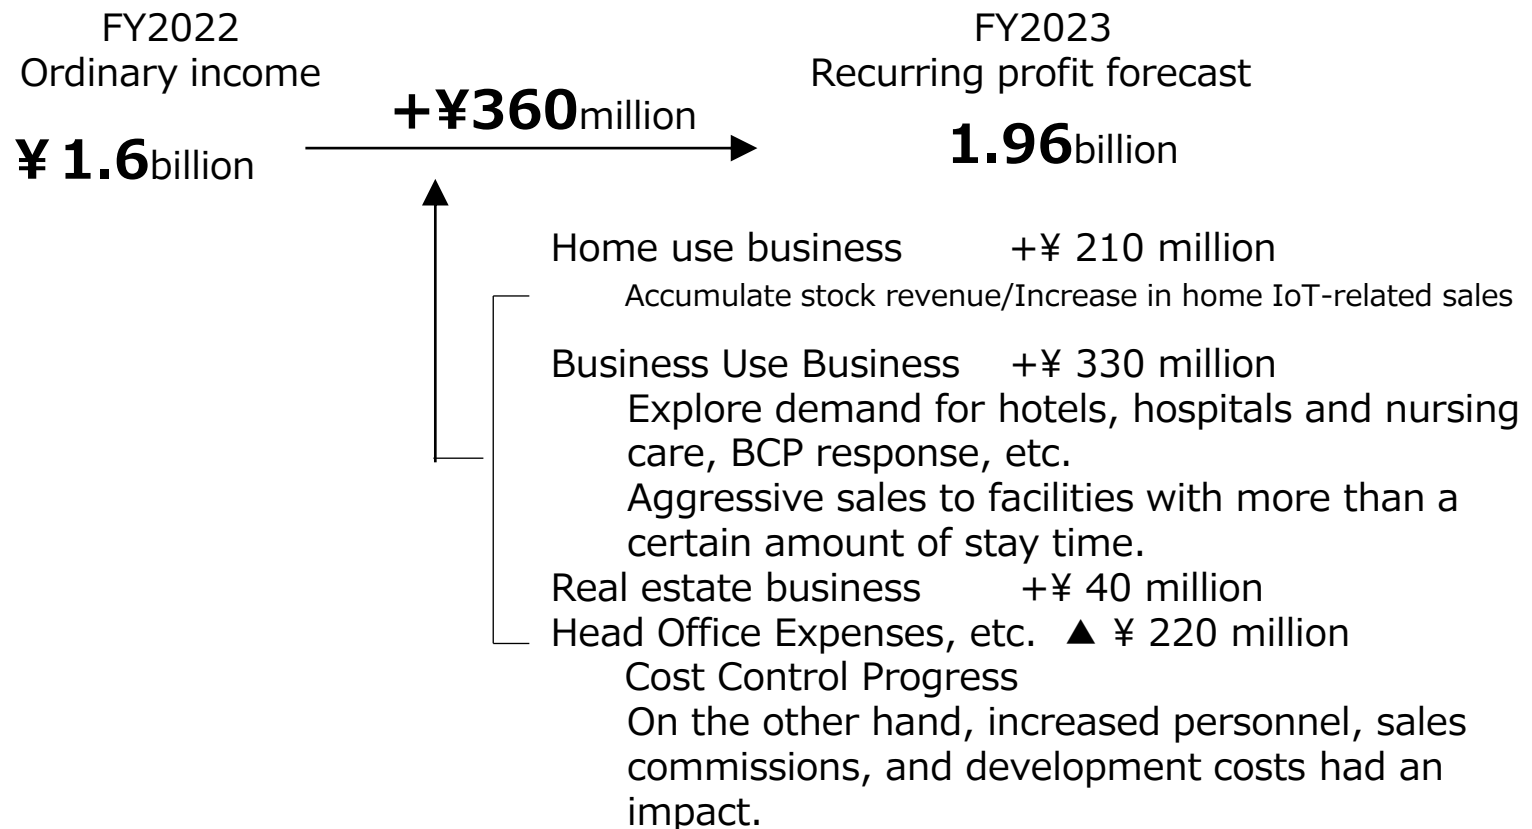 FY2022
Ordinary income
¥ 1.6billion
+¥360million
FY2023
Recurring profit forecast
1.96billion
Home use business +¥ 210 million
Accumulate stock revenue/Increase in home IoT-related sales
Business Use Business +¥ 330 million
Explore demand for hotels, hospitals and nursing
care, BCP response, etc.
Aggressive sales to facilities with more than a
certain amount of stay time.
Real estate business +¥ 40 million
Head Office Expenses, etc. ▲ ¥ 220 million
Cost Control Progress
On the other hand, increased personnel, sales
commissions, and development costs had an
impact.